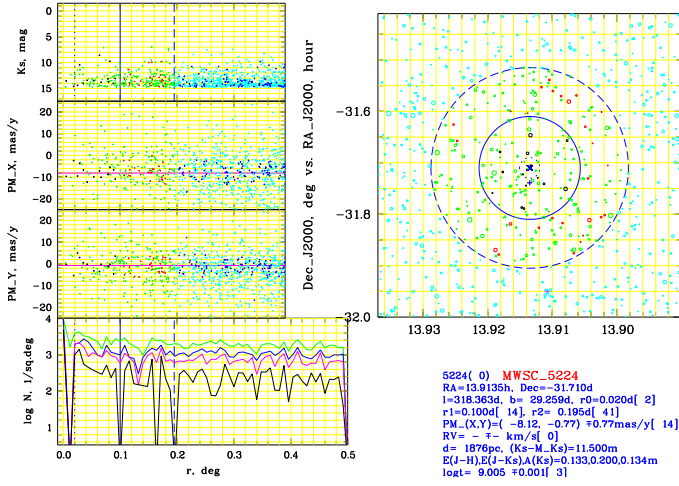 0
5
10
15
Ks, mag
20
10
0
−10
−20
PM_X, mas/y
20
10
0
−10
−20
PM_Y, mas/y
4
3
2
1
log N, 1/sq.deg
0.0 0.1 0.2 0.3 0.4 0.5
r, deg
Dec_J2000, deg vs. RA_J2000, hour
−31.6
−31.8
−32.0
13.93 13.92 13.91 13.90
5224( 0) MWSC_5224
RA=13.9135h, Dec=−31.710d
l=318.363d, b= 29.259d, r0=0.020d[ 2]
r1=0.100d[ 14], r2= 0.195d[ 41]
PM_(X,Y)=( −8.12, −0.77) ∓0.77mas/y[ 14]
RV= − ∓− km/s[ 0]
d= 1876pc, (Ks−M_Ks)=11.500m
E(J−H),E(J−Ks),A(Ks)=0.133,0.200,0.134m
logt= 9.005 ∓0.001[ 3]